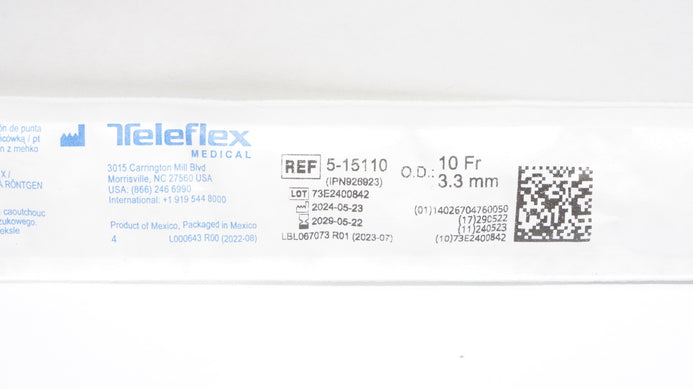 ón de punta
cówką / pt
n z mehko
X /
A RÖNTGEN
caoutchouc
zukowego.
eksle
Teleflex
MEDICAL
3015 Carrington Mill Blvd
Morrisville, NC 27560 USA
USA: (866) 246 6990
International: +1 919 544 8000
Product of Mexico, Packaged in Mexico
4 L000643 R00 (2022-08)
REF 5-15110
(IPN926923)
LOT 73E2400842
2024-05-23
2029-05-22
LBL067073 R01 (2023-07)
O.D.: 10 Fr
3.3 mm
(01)14026704760050
(17)290522
(11)240523
(10)73E2400842